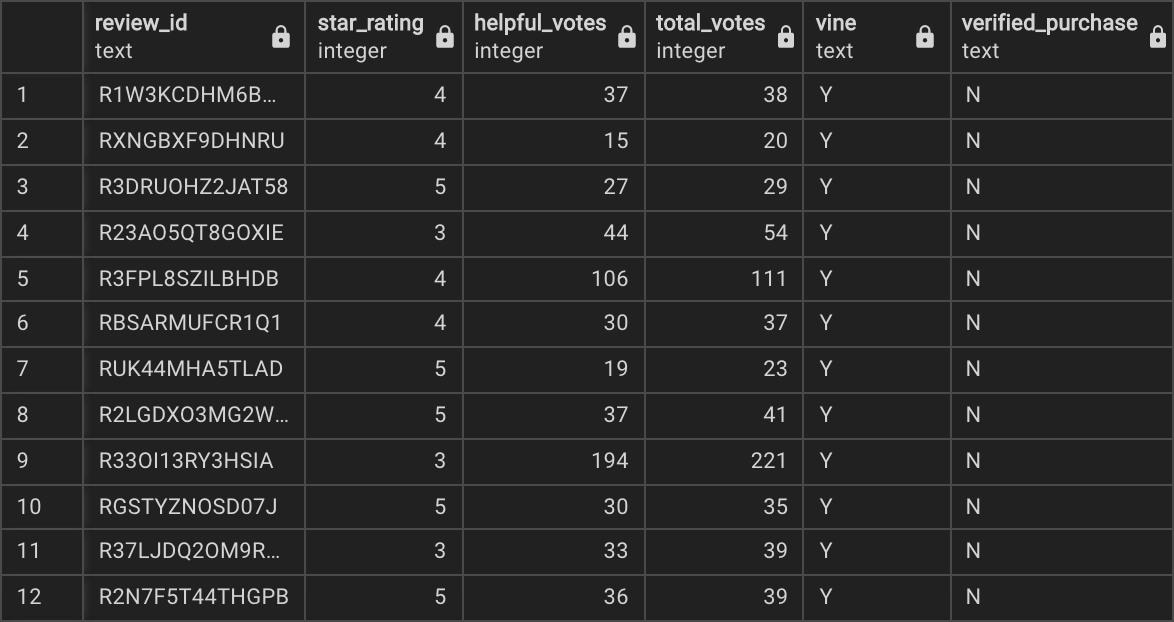 review_id star_rating helpful_votes total_votes vine verified_purchase
text integer integer integer text text
1 R1W3KCDHM6B... 4 37 38 Y N
2 RXNGBXF9DHNRU 4 15 20 Y N
3 R3DRUOHZ2JAT58 5 27 29 Y N
4 R23AO5QT8GOXIE 3 44 54 Y N
5 R3FPL8SZILBHDB 4 106 111 Y N
6 RBSARMUFCR1Q1 4 30 37 Y N
7 RUK44MHA5TLAD 5 19 23 Y N
8 R2LGDXO3MG2W... 5 37 41 Y N
9 R33OI13RY3HSIA 3 194 221 Y N
10 RGSTYZNOSD07J 5 30 35 Y N
11 R37LJDQ2OM9R... 3 33 39 Y N
12 R2N7F5T44THGPB 5 36 39 Y N